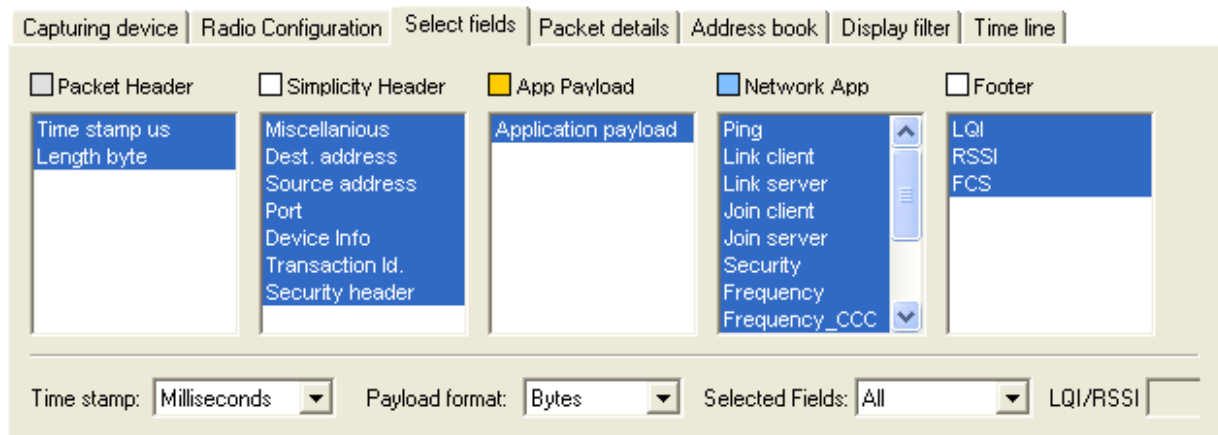 Capturing device Radio Configuration Select fields Packet details Address book Display filter Time line
Packet Header Simplicity Header App Payload Network App Footer
Time stamp us Miscellanious Application payload Ping LQI
Length byte Dest. address Link client RSSI
Source address Link server FCS
Port Join client
Device Info Join server
Transaction Id. Security
Security header Frequency
Frequency_CCC
Time stamp: Milliseconds Payload format: Bytes Selected Fields: All LQI/RSSI